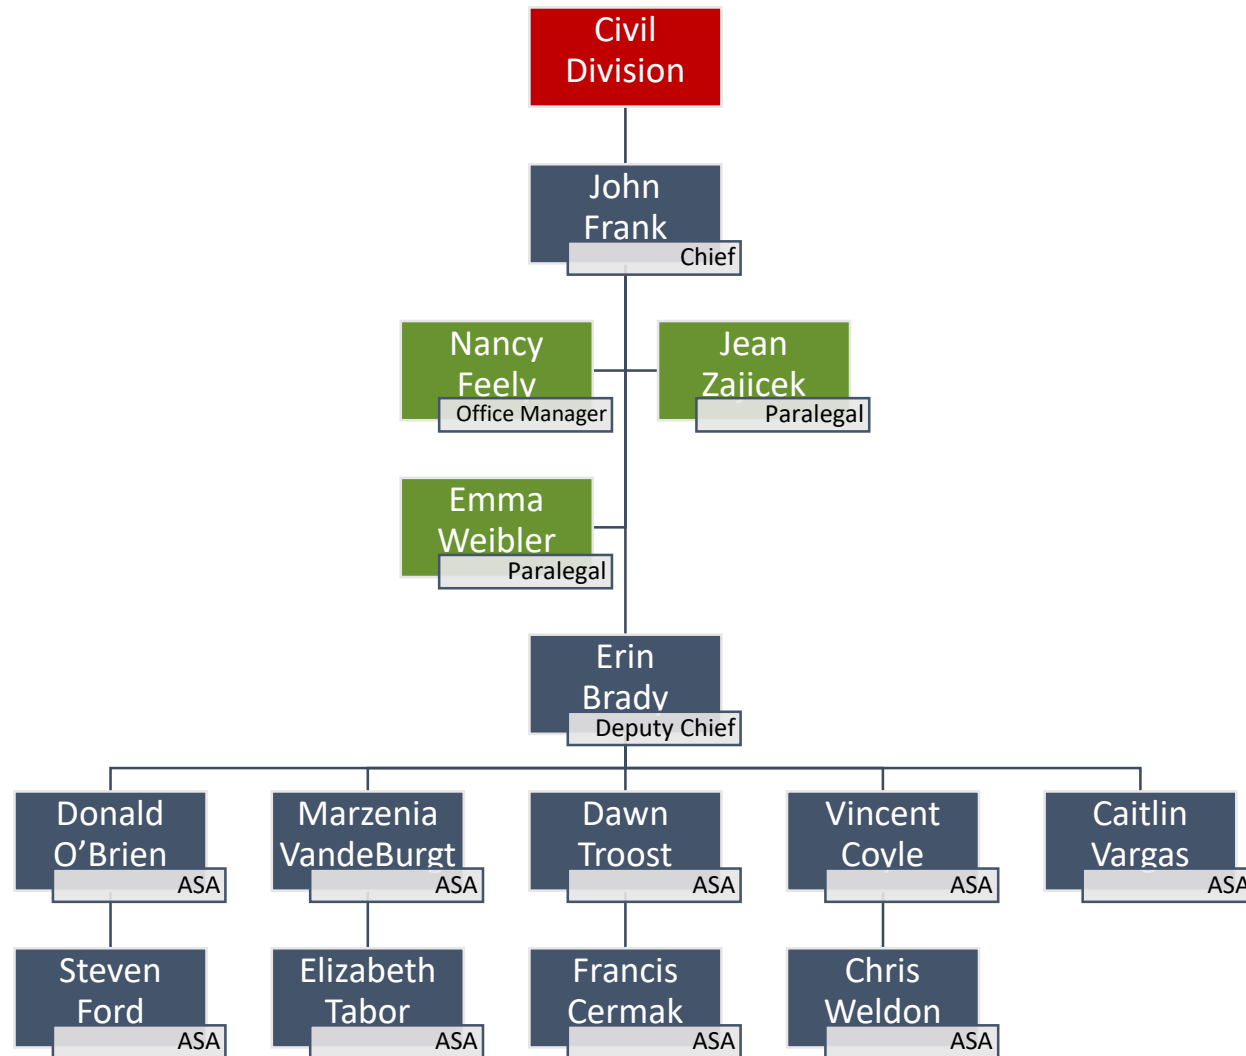 Civil
Division
John
Frank
Chief
Nancy
Feely
Office Manager
Jean
Zajicek
Paralegal
Emma
Weibler
Paralegal
Erin
Brady
Deputy Chief
Donald
O’Brien
ASA
Marzenia
VandeBurgt
ASA
Dawn
Troost
ASA
Vincent
Coyle
ASA
Caitlin
Vargas
ASA
Steven
Ford
ASA
Elizabeth
Tabor
ASA
Francis
Cermak
ASA
Chris
Weldon
ASA